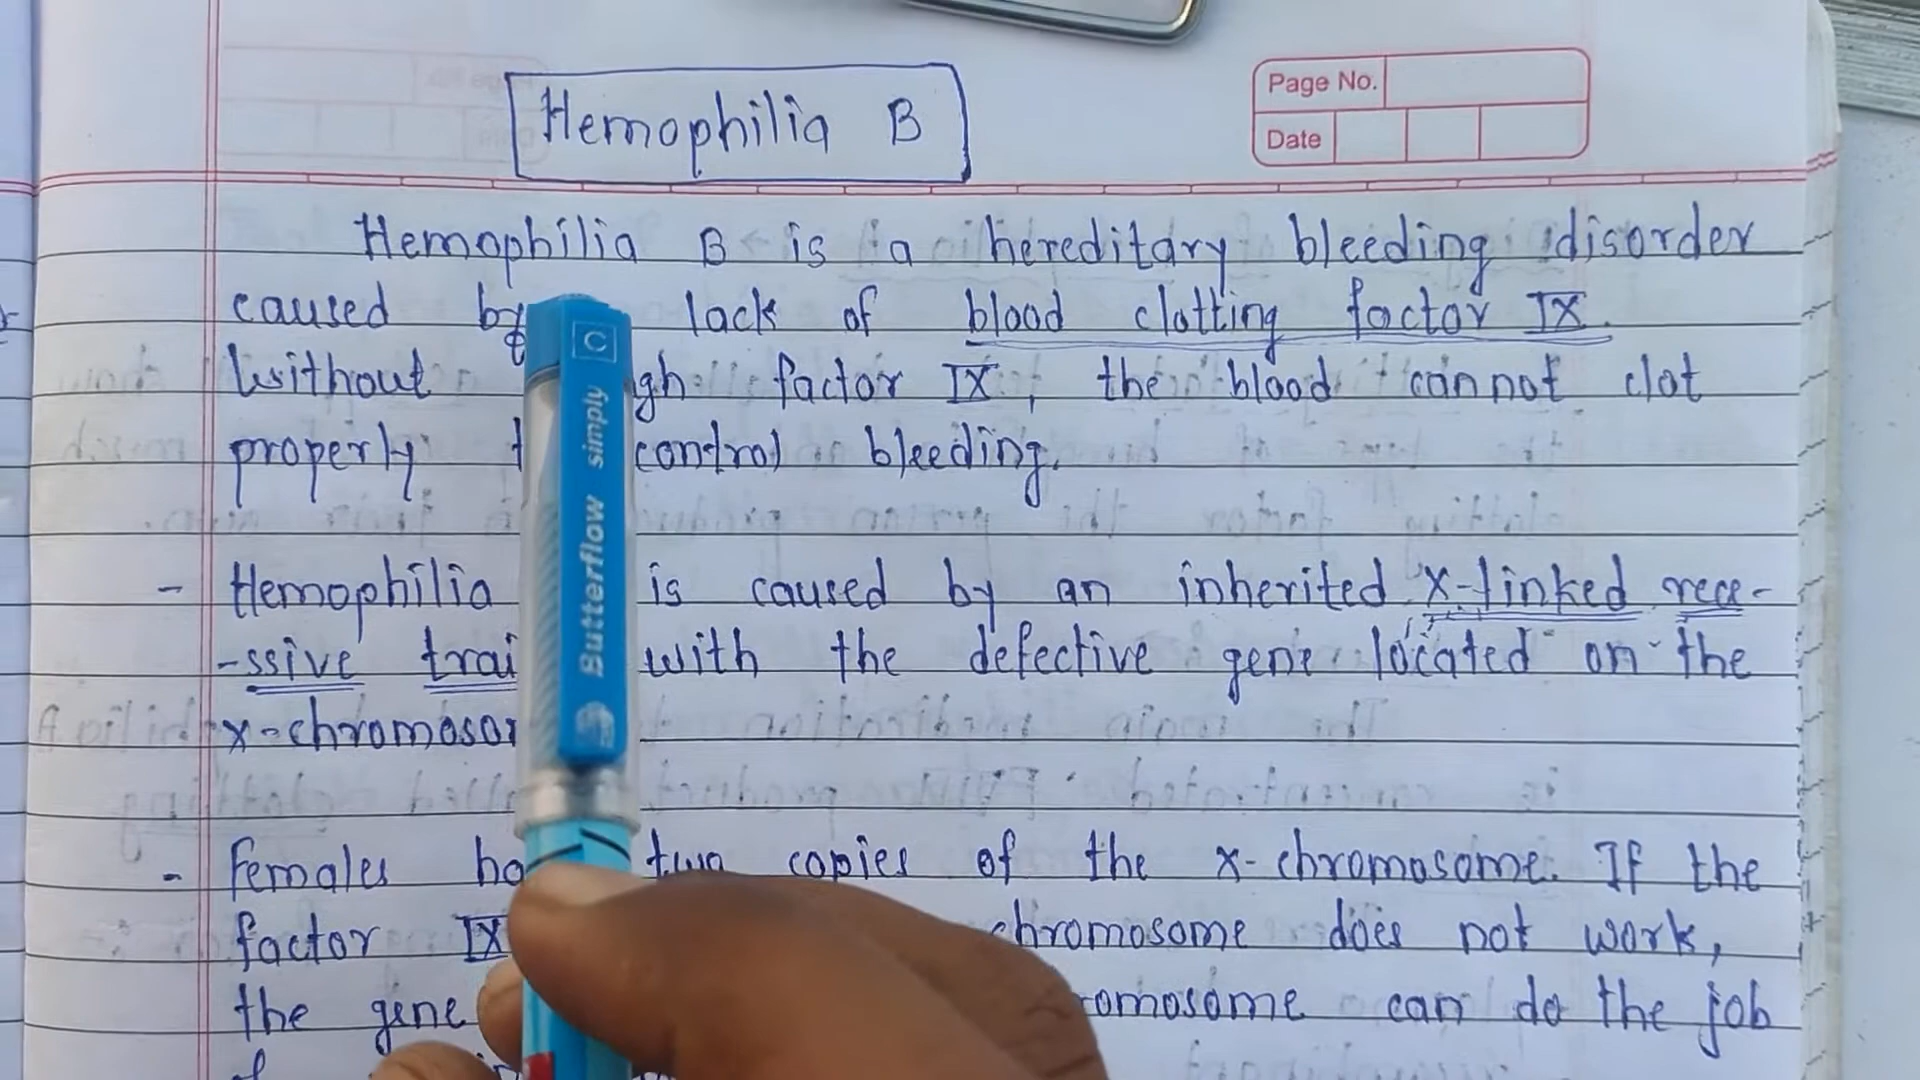 Hemophilia B
Page No.
Date
Hemophilia B is a hereditary bleeding disorder
caused by lack of blood clotting factor IX.
Without factor IX, the blood cannot clot
properly control bleeding.
- Hemophilia is caused by an inherited x-linked rece-
-ssive with the defective gene located on the
- Females two copies of the x-chromosome. If the
factor IX chromosome does not work,
the gene can do the job
C
Butterflow simply